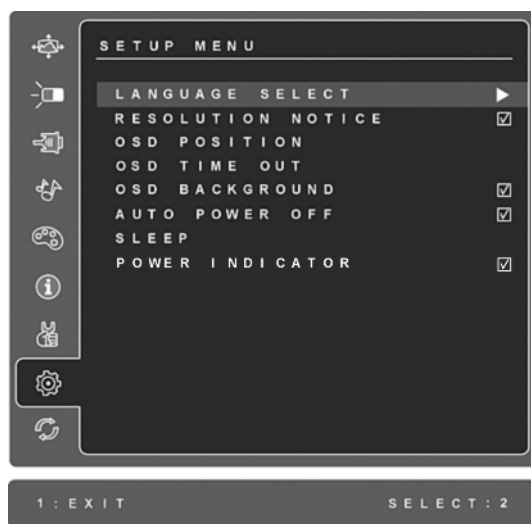 SETUP MENU
LANGUAGE SELECT
RESOLUTION NOTICE
OSD POSITION
OSD TIME OUT
OSD BACKGROUND
AUTO POWER OFF
SLEEP
POWER INDICATOR
1:EXIT SELECT:2